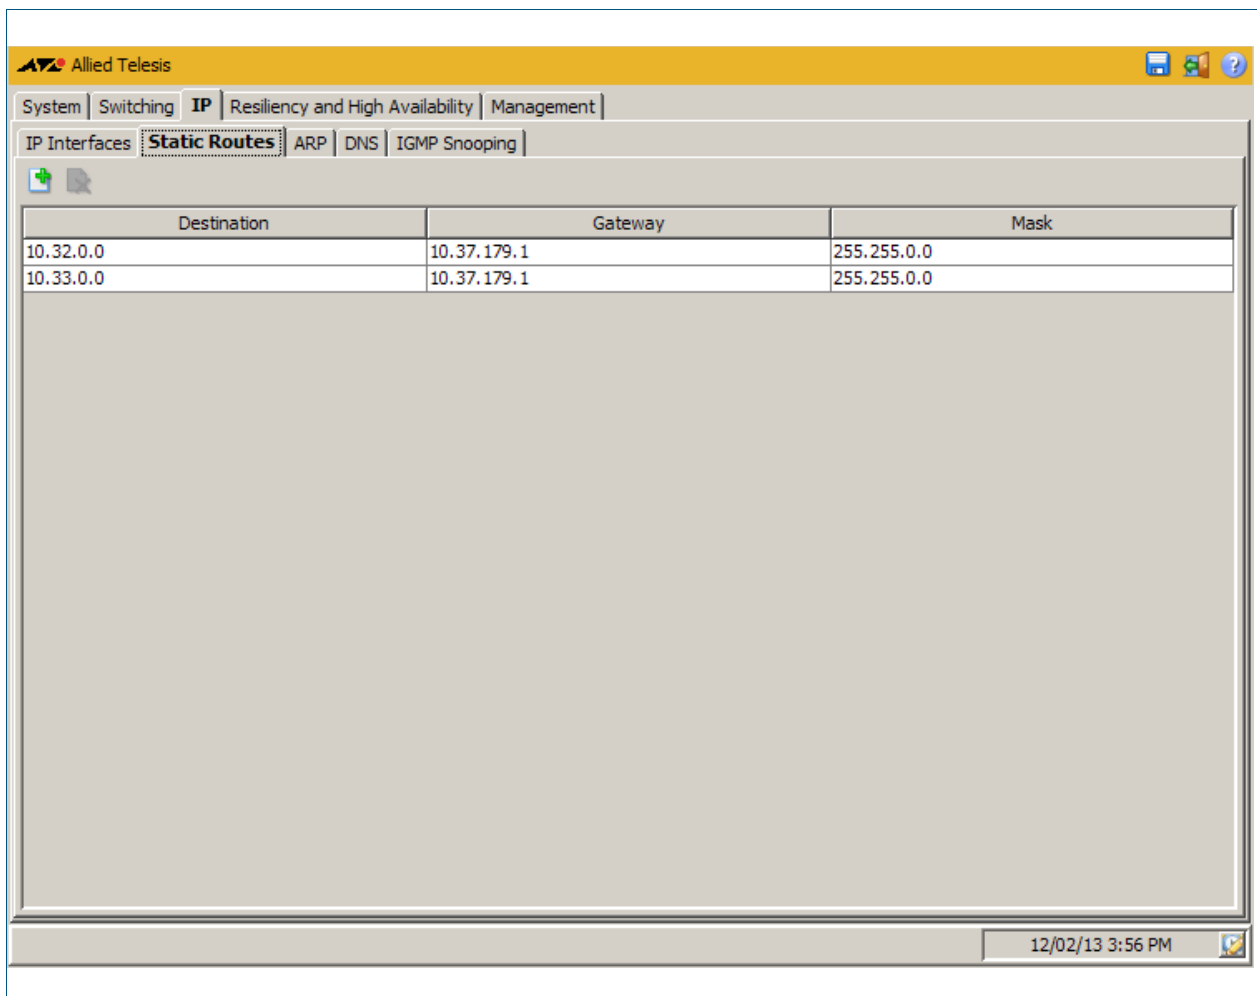 Allied Telesis
System Switching IP Resiliency and High Availability Management
IP Interfaces Static Routes ARP DNS IGMP Snooping
Destination Gateway Mask
10.32.0.0 10.37.179.1 255.255.0.0
10.33.0.0 10.37.179.1 255.255.0.0
12/02/13 3:56 PM